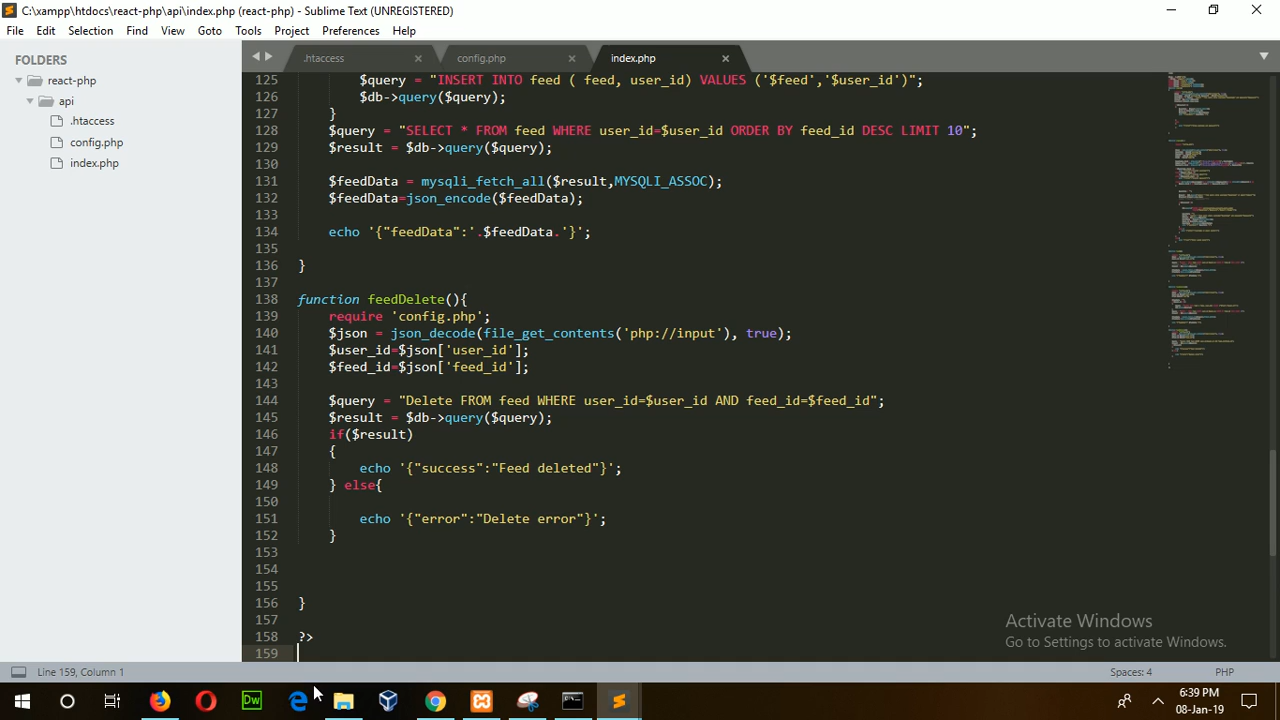 C:\xampp\htdocs\react-php\api\index.php (react-php) - Sublime Text (UNREGISTERED)
File Edit Selection Find View Goto Tools Project Preferences Help
FOLDERS
react-php
api
.htaccess
config.php
index.php
.htaccess × config.php × index.php ×
125 $query = "INSERT INTO feed ( feed, user_id) VALUES ('$feed','$user_id')";
126 $db->query($query);
127 }
128 $query = "SELECT * FROM feed WHERE user_id=$user_id ORDER BY feed_id DESC LIMIT 10";
129 $result = $db->query($query);
130
131 $feedData = mysqli_fetch_all($result,MYSQLI_ASSOC);
132 $feedData=json_encode($feedData);
133
134 echo '{"feedData":'.$feedData.'}';
135
136 }
137
138 function feedDelete(){
139 require 'config.php';
140 $json = json_decode(file_get_contents('php://input'), true);
141 $user_id=$json['user_id'];
142 $feed_id=$json['feed_id'];
143
144 $query = "Delete FROM feed WHERE user_id=$user_id AND feed_id=$feed_id";
145 $result = $db->query($query);
146 if($result)
147 {
148 echo '{"success":"Feed deleted"}';
149 } else{
150
151 echo '{"error":"Delete error"}';
152 }
153
154
155
156 }
157
158 ?>
159
Activate Windows
Go to Settings to activate Windows.
Line 159, Column 1 Spaces: 4 PHP
Dw
6:39 PM
08-Jan-19